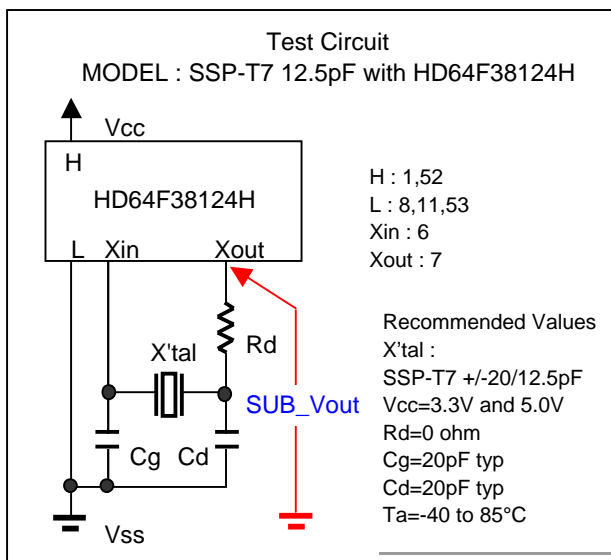 Test Circuit
MODEL : SSP-T7 12.5pF with HD64F38124H
Vcc
H
HD64F38124H
L Xin Xout
H : 1,52
L : 8,11,53
Xin : 6
Xout : 7
X'tal
Rd
SUB_Vout
Cg Cd
Vss
Recommended Values
X'tal :
SSP-T7 +/-20/12.5pF
Vcc=3.3V and 5.0V
Rd=0 ohm
Cg=20pF typ
Cd=20pF typ
Ta=-40 to 85°C